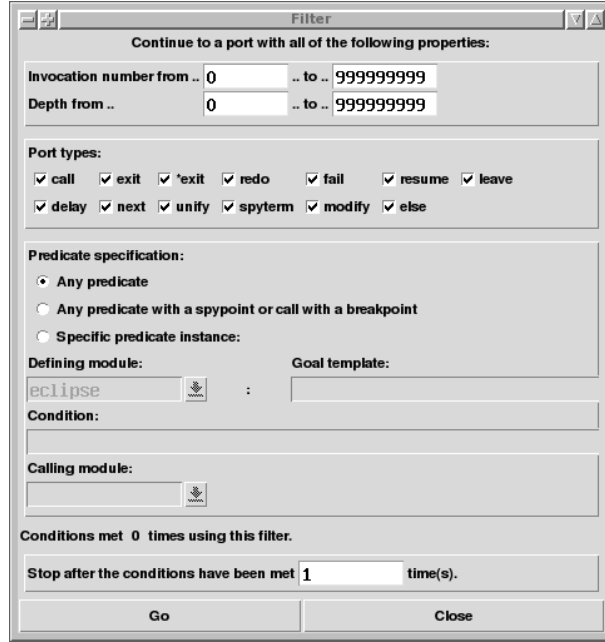 Filter
Continue to a port with all of the following properties:
Invocation number from .. 0 .. to .. 999999999
Depth from .. 0 .. to .. 999999999
Port types:
call exit *exit redo fail resume leave
delay next unify spyterm modify else
Predicate specification:
Any predicate
Any predicate with a spypoint or call with a breakpoint
Specific predicate instance:
Defining module: Goal template:
eclipse :
Condition:
Calling module:
Conditions met 0 times using this filter.
Stop after the conditions have been met 1 time(s).
Go Close